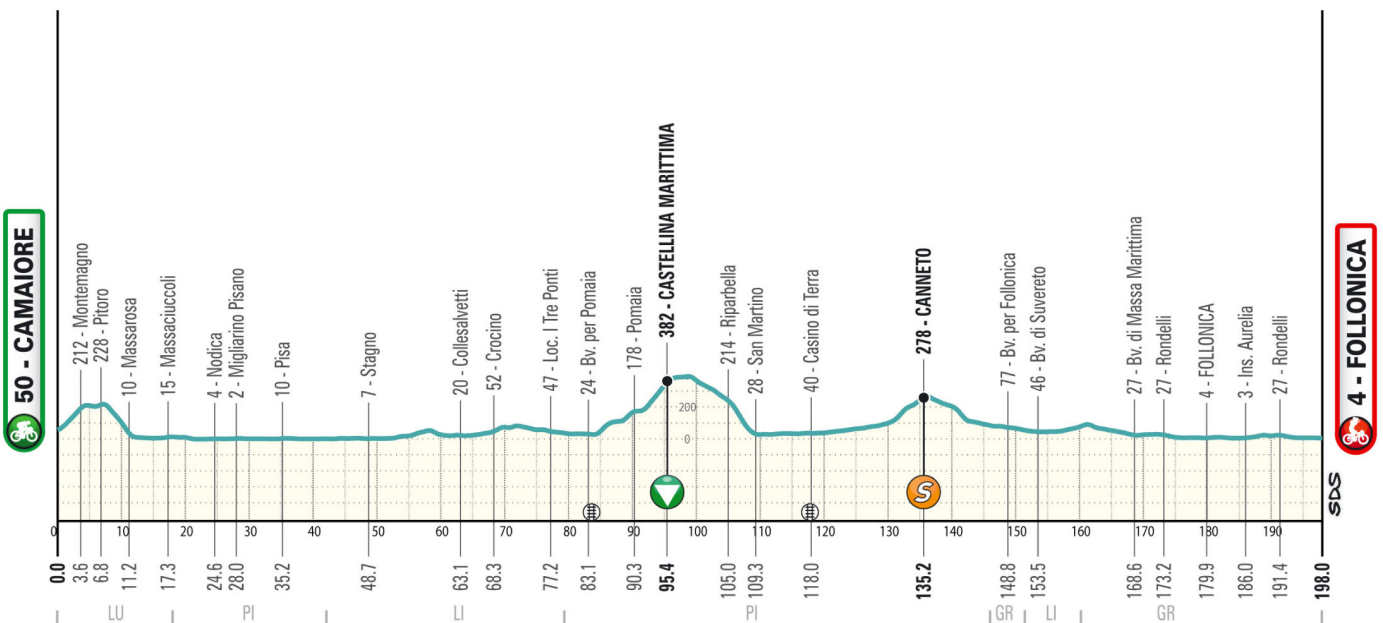 50 - CAMAIORE
212 - Montemagno
228 - Pitoro
10 - Massarosa
15 - Massaciuccoli
4 - Nodica
2 - Migliarino Pisano
10 - Pisa
7 - Stagno
20 - Collesalvetti
52 - Crocino
47 - Loc. I Tre Ponti
24 - Bv. per Pomaia
178 - Pomaia
382 - CASTELLINA MARITTIMA
214 - Riparbella
28 - San Martino
40 - Casino di Terra
278 - CANNETO
77 - Bv. per Follonica
46 - Bv. di Suvereto
27 - Bv. di Massa Marittima
27 - Rondelli
4 - FOLLONICA
3 - Ins. Aurelia
27 - Rondelli
4 - FOLLONICA
200
0
S
SDS
0 10 20 30 40 50 60 70 80 90 100 110 120 130 140 150 160 170 180 190
0.0 3.6 6.8 11.2 17.3 24.6 28.0 35.2 48.7 63.1 68.3 77.2 83.1 90.3 95.4 105.0 109.3 118.0 135.2 148.8 153.5 168.6 173.2 179.9 186.0 191.4 198.0
LU PI LI PI GR LI GR